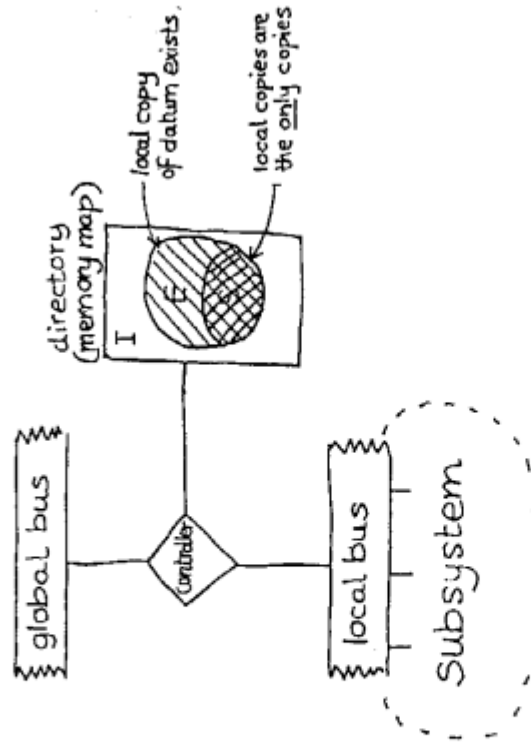 global bus
controller
local bus
Subsystem
directory
(memory map)
I
E
local copy
of datum exists.
local copies are
the only copies